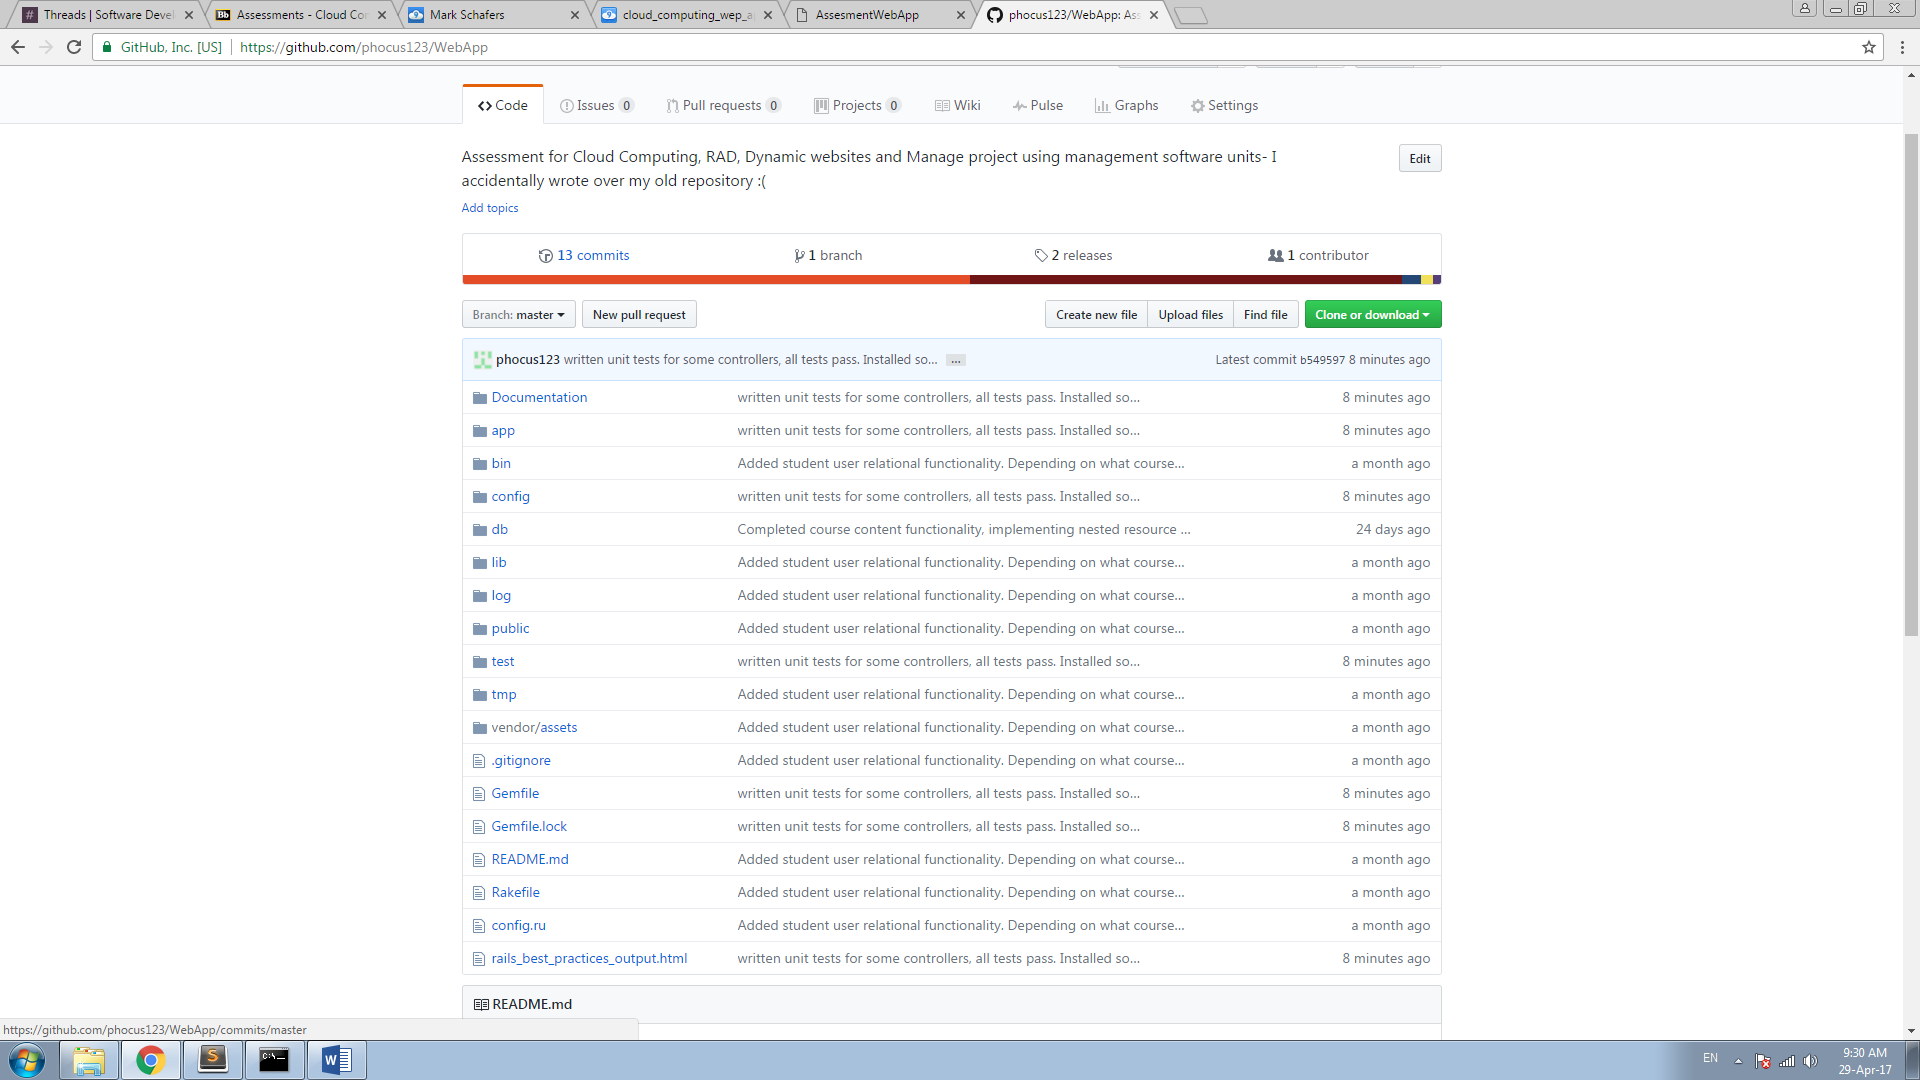 Threads | Software Devel
Assessments - Cloud Co
Mark Schafers
cloud_computing_wep_a
AssesmentWebApp
phocus123/WebApp: Ass
GitHub, Inc. [US] https://github.com/phocus123/WebApp
Code Issues 0 Pull requests 0 Projects 0 Wiki Pulse Graphs Settings
Assessment for Cloud Computing, RAD, Dynamic websites and Manage project using management software units- I
accidentally wrote over my old repository :(
Edit
Add topics
13 commits 1 branch 2 releases 1 contributor
Branch: master New pull request Create new file Upload files Find file Clone or download
phocus123 written unit tests for some controllers, all tests pass. Installed so... ... Latest commit b549597 8 minutes ago
Documentation written unit tests for some controllers, all tests pass. Installed so... 8 minutes ago
app written unit tests for some controllers, all tests pass. Installed so... 8 minutes ago
bin Added student user relational functionality. Depending on what course... a month ago
config written unit tests for some controllers, all tests pass. Installed so... 8 minutes ago
db Completed course content functionality, implementing nested resource ... 24 days ago
lib Added student user relational functionality. Depending on what course... a month ago
log Added student user relational functionality. Depending on what course... a month ago
public Added student user relational functionality. Depending on what course... a month ago
test written unit tests for some controllers, all tests pass. Installed so... 8 minutes ago
tmp Added student user relational functionality. Depending on what course... a month ago
vendor/assets Added student user relational functionality. Depending on what course... a month ago
.gitignore Added student user relational functionality. Depending on what course... a month ago
Gemfile written unit tests for some controllers, all tests pass. Installed so... 8 minutes ago
Gemfile.lock written unit tests for some controllers, all tests pass. Installed so... 8 minutes ago
README.md Added student user relational functionality. Depending on what course... a month ago
Rakefile Added student user relational functionality. Depending on what course... a month ago
config.ru Added student user relational functionality. Depending on what course... a month ago
rails_best_practices_output.html written unit tests for some controllers, all tests pass. Installed so... 8 minutes ago
README.md
https://github.com/phocus123/WebApp/commits/master
EN
9:30 AM
29-Apr-17